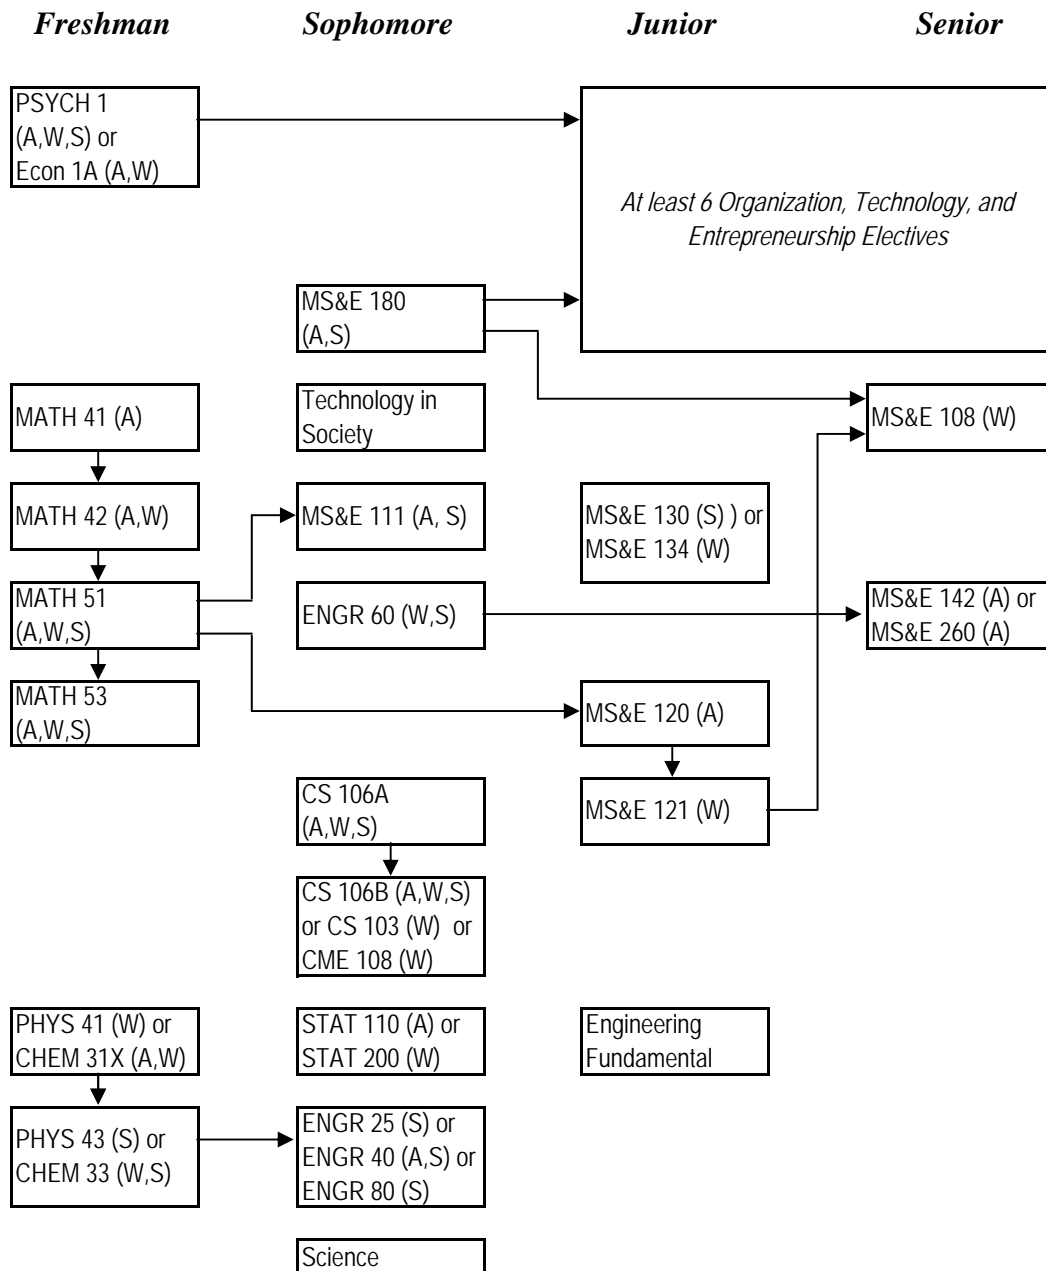 Freshman Sophomore Junior Senior
PSYCH 1
(A,W,S) or
Econ 1A (A,W)
At least 6 Organization, Technology, and
Entrepreneurship Electives
MS&E 180
(A,S)
MATH 41 (A)
Technology in
Society
MS&E 108 (W)
MATH 42 (A,W)
MS&E 111 (A, S)
MS&E 130 (S) ) or
MS&E 134 (W)
MATH 51
(A,W,S)
ENGR 60 (W,S)
MS&E 142 (A) or
MS&E 260 (A)
MATH 53
(A,W,S)
MS&E 120 (A)
CS 106A
(A,W,S)
MS&E 121 (W)
CS 106B (A,W,S)
or CS 103 (W) or
CME 108 (W)
PHYS 41 (W) or
CHEM 31X (A,W)
STAT 110 (A) or
STAT 200 (W)
Engineering
Fundamental
PHYS 43 (S) or
CHEM 33 (W,S)
ENGR 25 (S) or
ENGR 40 (A,S) or
ENGR 80 (S)
Science